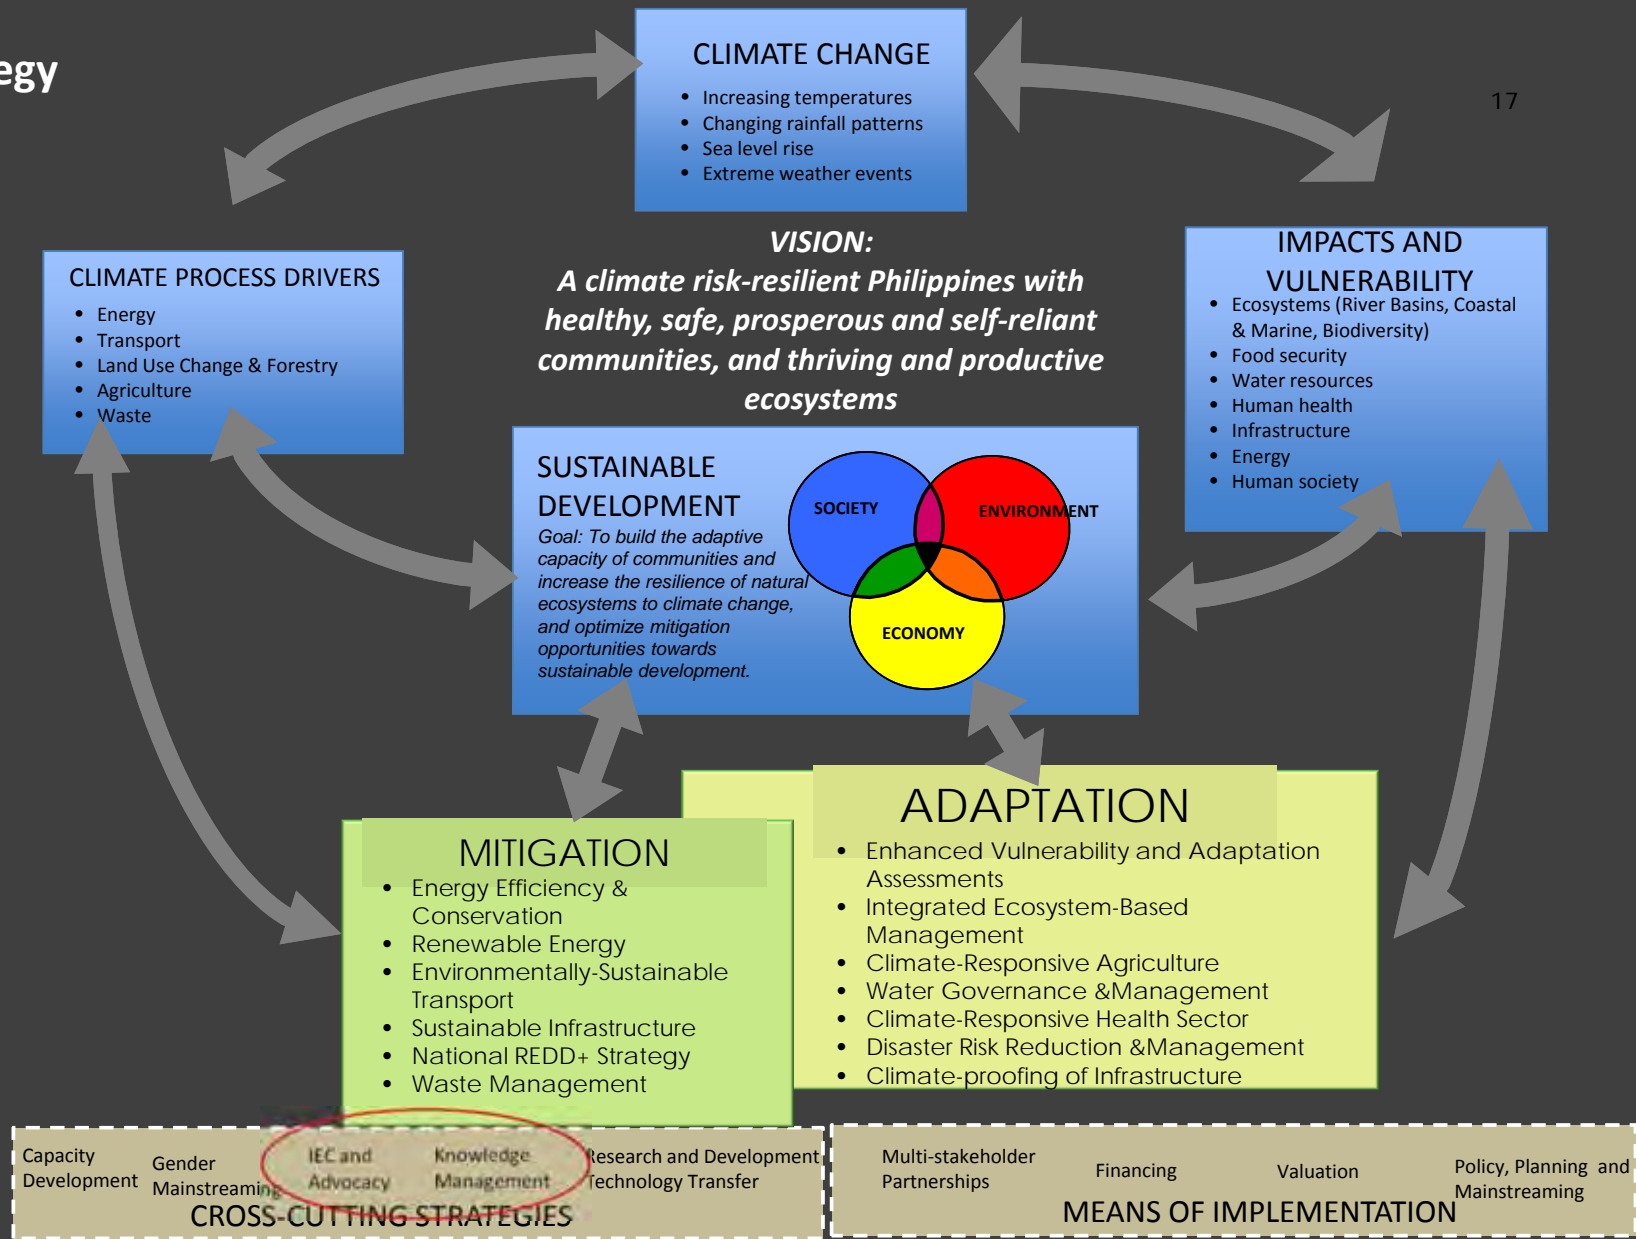 egy
17
CLIMATE CHANGE
• Increasing temperatures
• Changing rainfall patterns
• Sea level rise
• Extreme weather events
CLIMATE PROCESS DRIVERS
• Energy
• Transport
• Land Use Change & Forestry
• Agriculture
• Waste
VISION:
A climate risk-resilient Philippines with
healthy, safe, prosperous and self-reliant
communities, and thriving and productive
ecosystems
IMPACTS AND
VULNERABILITY
• Ecosystems (River Basins, Coastal
& Marine, Biodiversity)
• Food security
• Water resources
• Human health
• Infrastructure
• Energy
• Human society
SUSTAINABLE
DEVELOPMENT
Goal: To build the adaptive
capacity of communities and
increase the resilience of natural
ecosystems to climate change,
and optimize mitigation
opportunities towards
sustainable development.
SOCIETY
ENVIRONMENT
ECONOMY
MITIGATION
• Energy Efficiency &
Conservation
• Renewable Energy
• Environmentally-Sustainable
Transport
• Sustainable Infrastructure
• National REDD+ Strategy
• Waste Management
ADAPTATION
• Enhanced Vulnerability and Adaptation
Assessments
• Integrated Ecosystem-Based
Management
• Climate-Responsive Agriculture
• Water Governance &Management
• Climate-Responsive Health Sector
• Disaster Risk Reduction &Management
• Climate-proofing of Infrastructure
Capacity
Development
Gender
Mainstreaming
IEC and
Advocacy
Knowledge
Management
Research and Development
Technology Transfer
CROSS-CUTTING STRATEGIES
Multi-stakeholder
Partnerships
Financing
Valuation
Policy, Planning and
Mainstreaming
MEANS OF IMPLEMENTATION